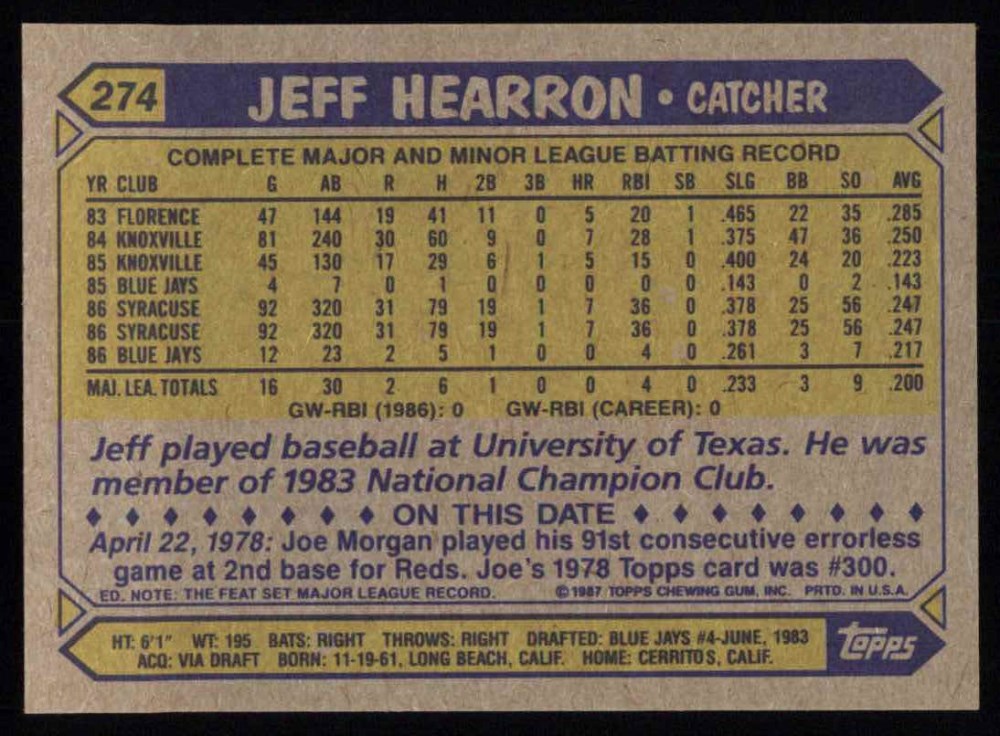 274 JEFF HEARRON • CATCHER
COMPLETE MAJOR AND MINOR LEAGUE BATTING RECORD
YR CLUB G AB R H 2B 3B HR RBI SB SLG BB SO AVG
83 FLORENCE 47 144 19 41 11 0 5 20 1 .465 22 35 .285
84 KNOXVILLE 81 240 30 60 9 0 7 28 1 .375 47 36 .250
85 KNOXVILLE 45 130 17 29 6 1 5 15 0 .400 24 20 .223
85 BLUE JAYS 4 7 0 1 0 0 0 0 0 .143 0 2 .143
86 SYRACUSE 92 320 31 79 19 1 7 36 0 .378 25 56 .247
86 SYRACUSE 92 320 31 79 19 1 7 36 0 .378 25 56 .247
86 BLUE JAYS 12 23 2 5 1 0 0 4 0 .261 3 7 .217
MAJ. LEA. TOTALS 16 30 2 6 1 0 0 4 0 .233 3 9 .200
GW-RBI (1986): 0 GW-RBI (CAREER): 0
Jeff played baseball at University of Texas. He was
member of 1983 National Champion Club.
♦ ♦ ♦ ♦ ♦ ♦ ♦ ♦ ON THIS DATE ♦ ♦ ♦ ♦ ♦ ♦ ♦ ♦
April 22, 1978: Joe Morgan played his 91st consecutive errorless
game at 2nd base for Reds. Joe's 1978 Topps card was #300.
ED. NOTE: THE FEAT SET MAJOR LEAGUE RECORD. ©1987 TOPPS CHEWING GUM, INC. PRTD. IN U.S.A.
HT: 6'1" WT: 195 BATS: RIGHT THROWS: RIGHT DRAFTED: BLUE JAYS #4-JUNE, 1983
ACQ: VIA DRAFT BORN: 11-19-61, LONG BEACH, CALIF. HOME: CERRITOS, CALIF.
topps